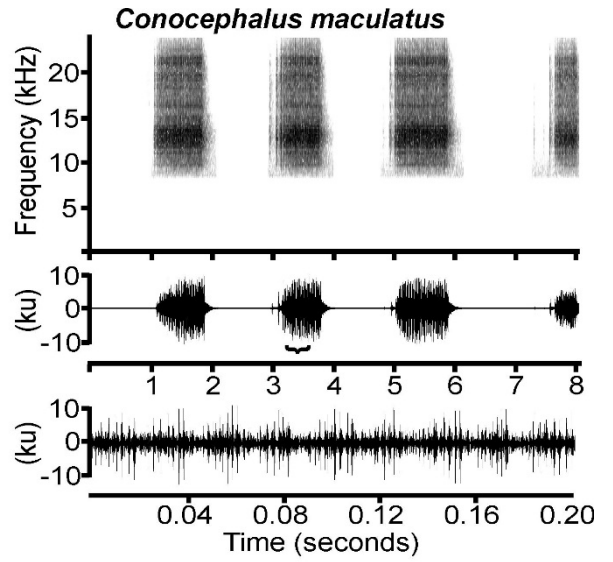 Conocephalus maculatus
Frequency (kHz)
20
15
10
5
(ku)
10
0
-10
1 2 3 4 5 6 7 8
(ku)
10
0
-10
0.04 0.08 0.12 0.16 0.20
Time (seconds)